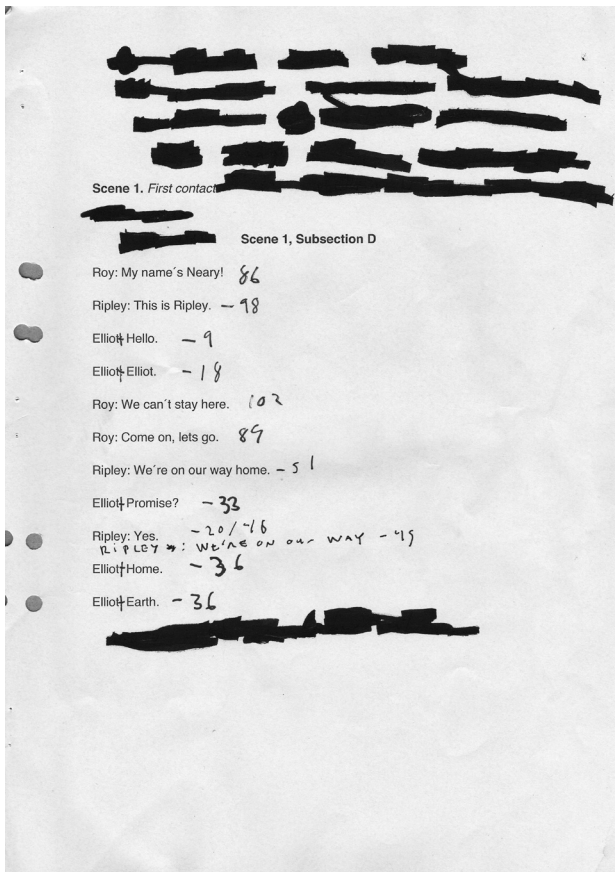 Scene 1. First contact
Scene 1, Subsection D
Roy: My name´s Neary! 86
Ripley: This is Ripley. - 98
Elliot Hello. - 9
Elliot Elliot. - 18
Roy: We can´t stay here. 102
Roy: Come on, lets go. 89
Ripley: We´re on our way home. - 51
Elliot Promise? - 33
Ripley: Yes. - 20/-16
RiPLEY : WE'RE ON OUR WAY - 49
Elliot Home. - 36
Elliot Earth. - 36